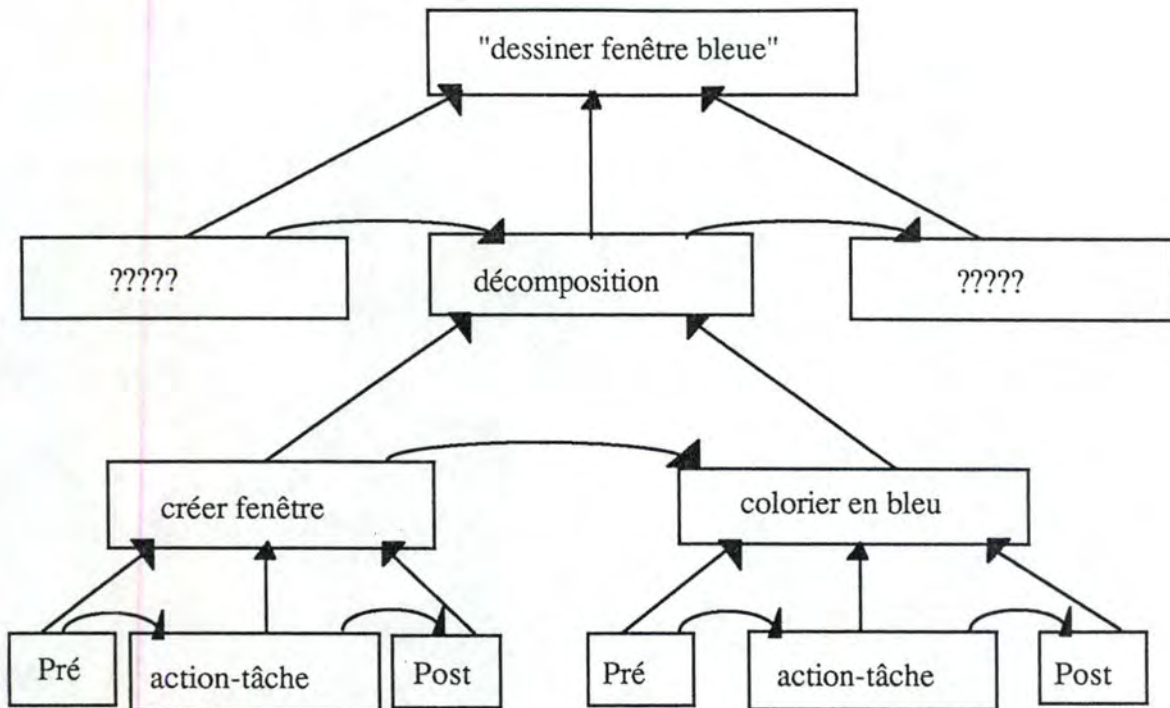 "dessiner fenêtre bleue"
?????
décomposition
?????
créer fenêtre
colorier en bleu
Pré
action-tâche
Post
Pré
action-tâche
Post